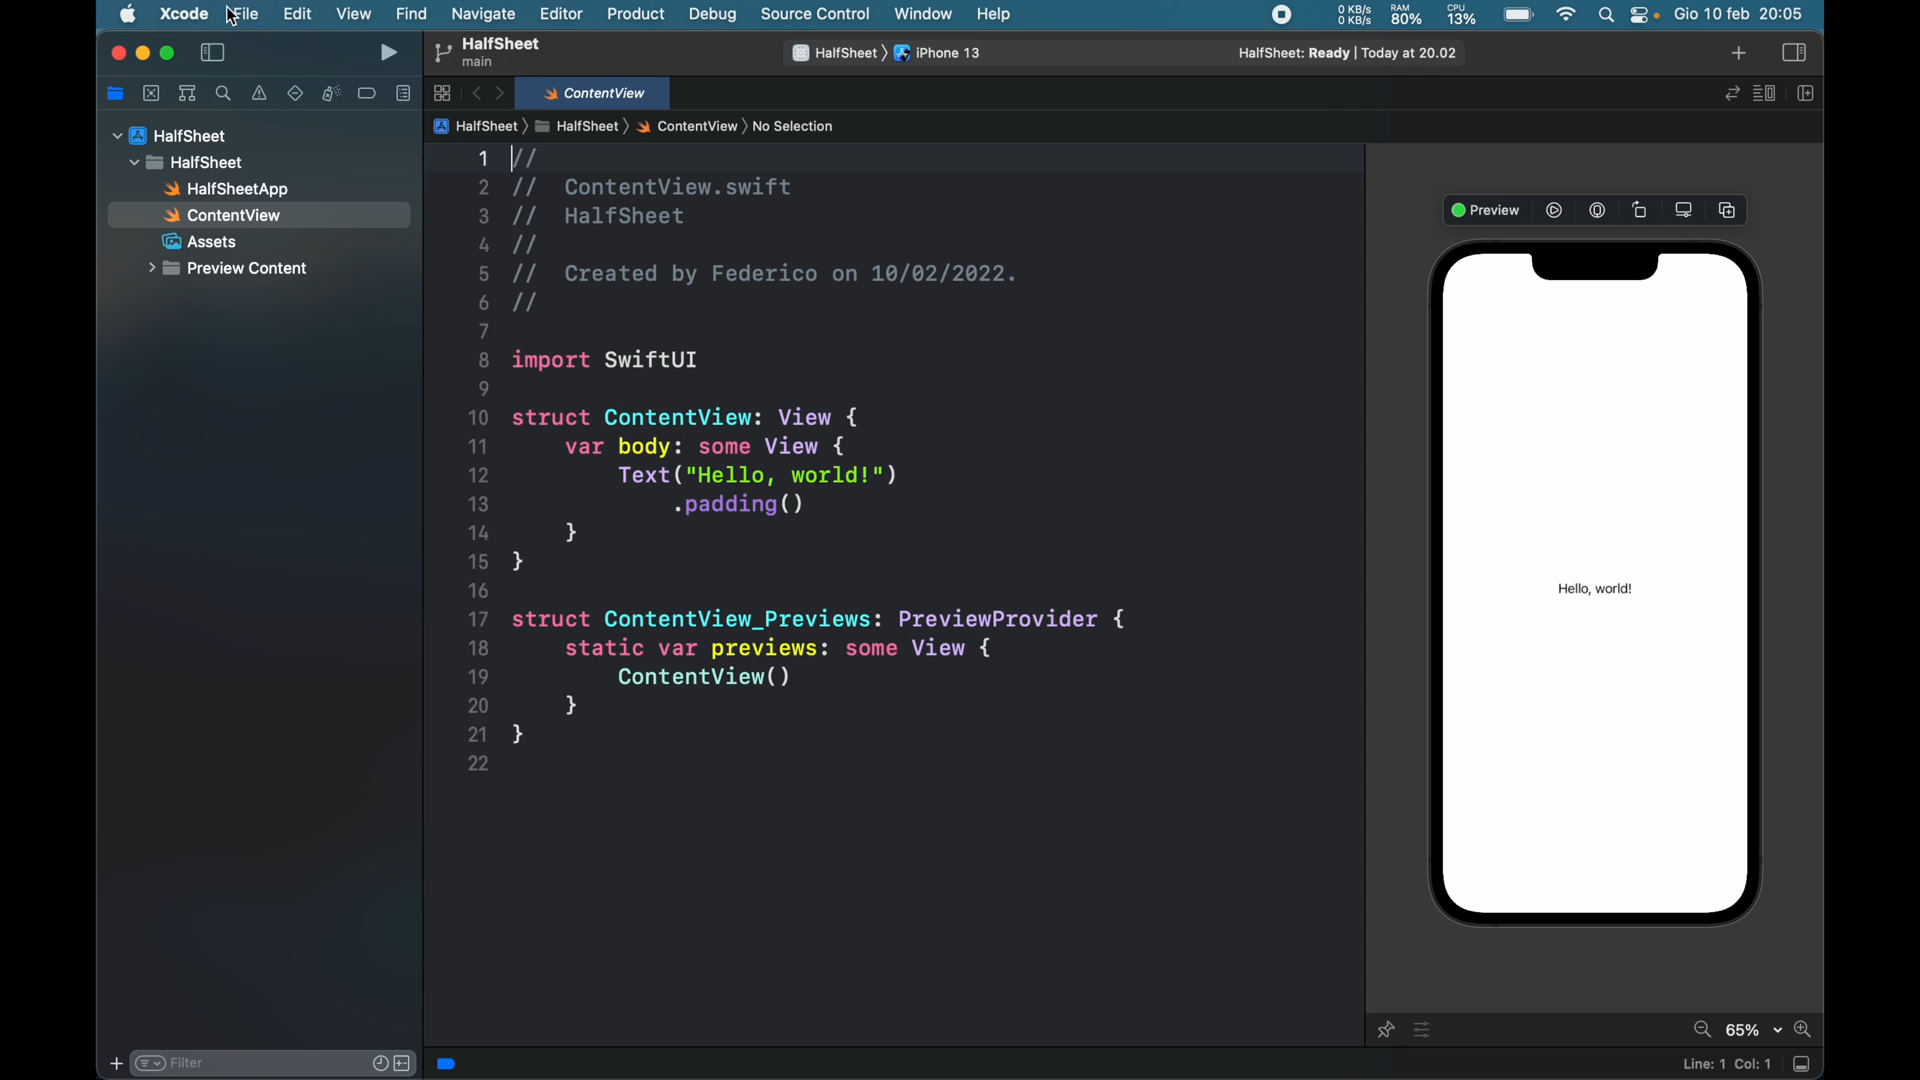 Xcode File Edit View Find Navigate Editor Product Debug Source Control Window Help 0 KB/s 0 KB/s RAM 80% CPU 13% Gio 10 feb 20:05
HalfSheet
main
HalfSheet 〉 iPhone 13
HalfSheet: Ready | Today at 20.02
ContentView
HalfSheet 〉 HalfSheet 〉 ContentView 〉 No Selection
HalfSheet
HalfSheet
HalfSheetApp
ContentView
Assets
Preview Content
1 //
2 //  ContentView.swift
3 //  HalfSheet
4 //
5 //  Created by Federico on 10/02/2022.
6 //
7
8 import SwiftUI
9
10 struct ContentView: View {
11     var body: some View {
12         Text("Hello, world!")
13             .padding()
14     }
15 }
16
17 struct ContentView_Previews: PreviewProvider {
18     static var previews: some View {
19         ContentView()
20     }
21 }
22
Preview
Hello, world!
65%
Filter
Line: 1 Col: 1